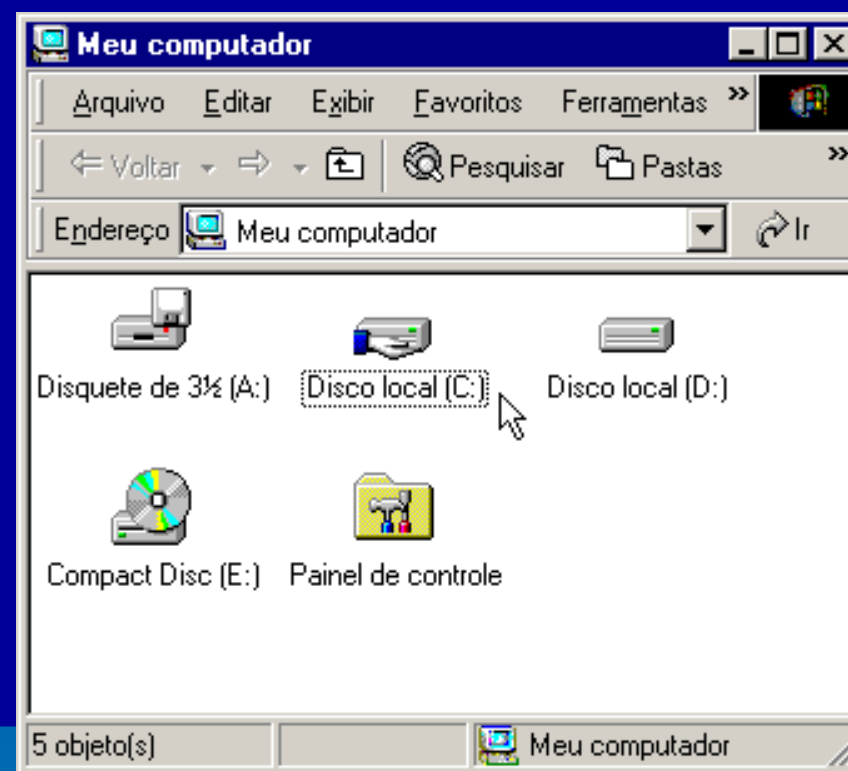 Meu computador
Arquivo Editar Exibir Favoritos Ferramentas »
Voltar Pesquisar Pastas »
Endereço Meu computador Ir
Disquete de 3½ (A:) Disco local (C:) Disco local (D:)
Compact Disc (E:) Painel de controle
5 objeto(s) Meu computador